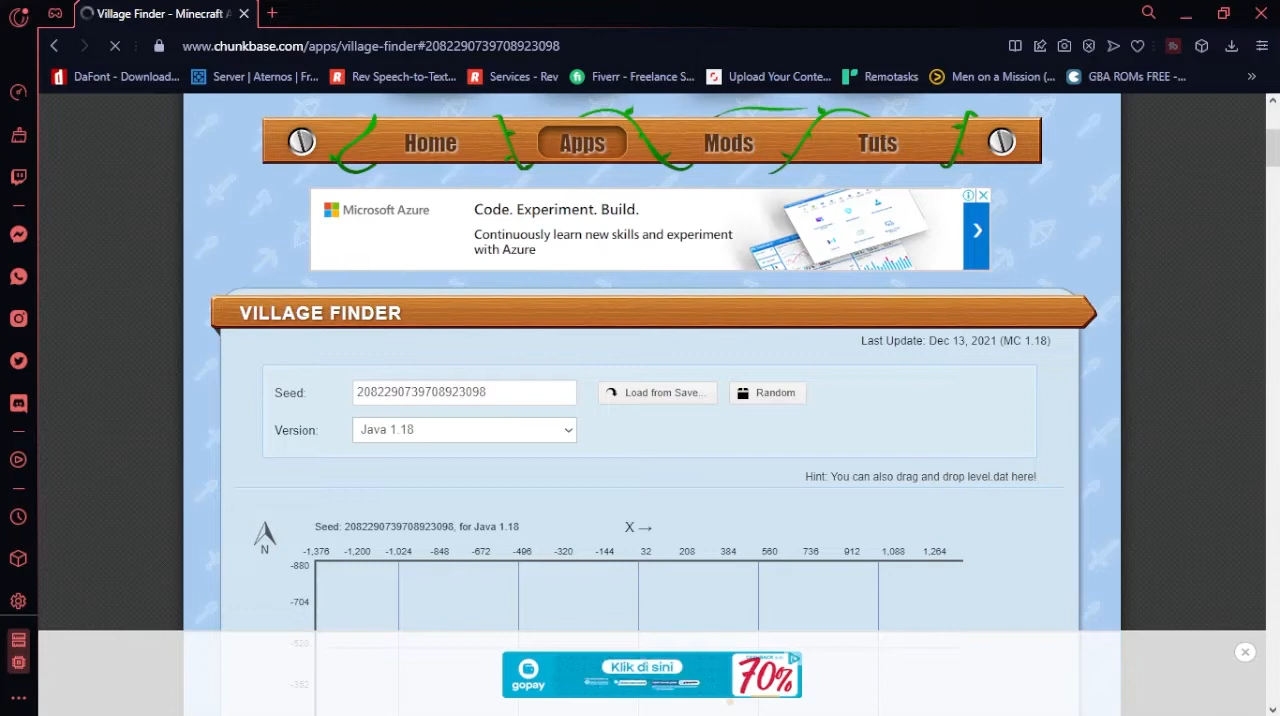 Village Finder - Minecraft A
www.chunkbase.com/apps/village-finder#2082290739708923098
DaFont - Download...
Server | Aternos | Fr...
Rev Speech-to-Text...
Services - Rev
Fiverr - Freelance S...
Upload Your Conte...
Remotasks
Men on a Mission (...
GBA ROMs FREE -...
Home
Apps
Mods
Tuts
Microsoft Azure
Code. Experiment. Build.
Continuously learn new skills and experiment
with Azure
VILLAGE FINDER
Last Update: Dec 13, 2021 (MC 1.18)
Seed:
2082290739708923098
Load from Save...
Random
Version:
Java 1.18
Hint: You can also drag and drop level.dat here!
N
Seed: 2082290739708923098, for Java 1.18
X →
-1,376 -1,200 -1,024 -848 -672 -496 -320 -144 32 208 384 560 736 912 1,088 1,264
-880
-704
-528
-352
gopay
Klik di sini
70%